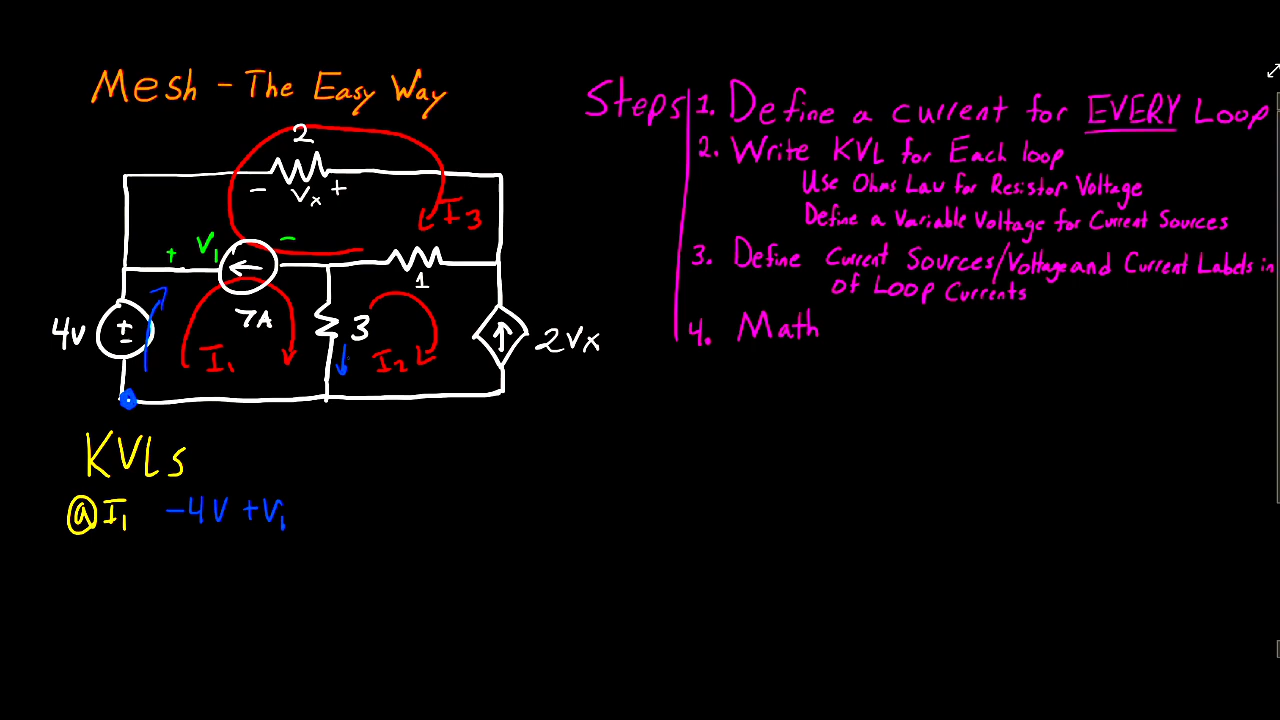 Mesh - The Easy Way
2
- Vx +
I3
+ V1 -
1
7A
4V
+
-
3
I1
I2
2Vx
KVLs
@I1 -4V +V1
Steps
1. Define a current for EVERY Loop
2. Write KVL for Each loop
Use Ohms Law for Resistor Voltage
Define a Variable Voltage for Current Sources
3. Define Current Sources/Voltage and Current Labels in
of Loop Currents
4. Math